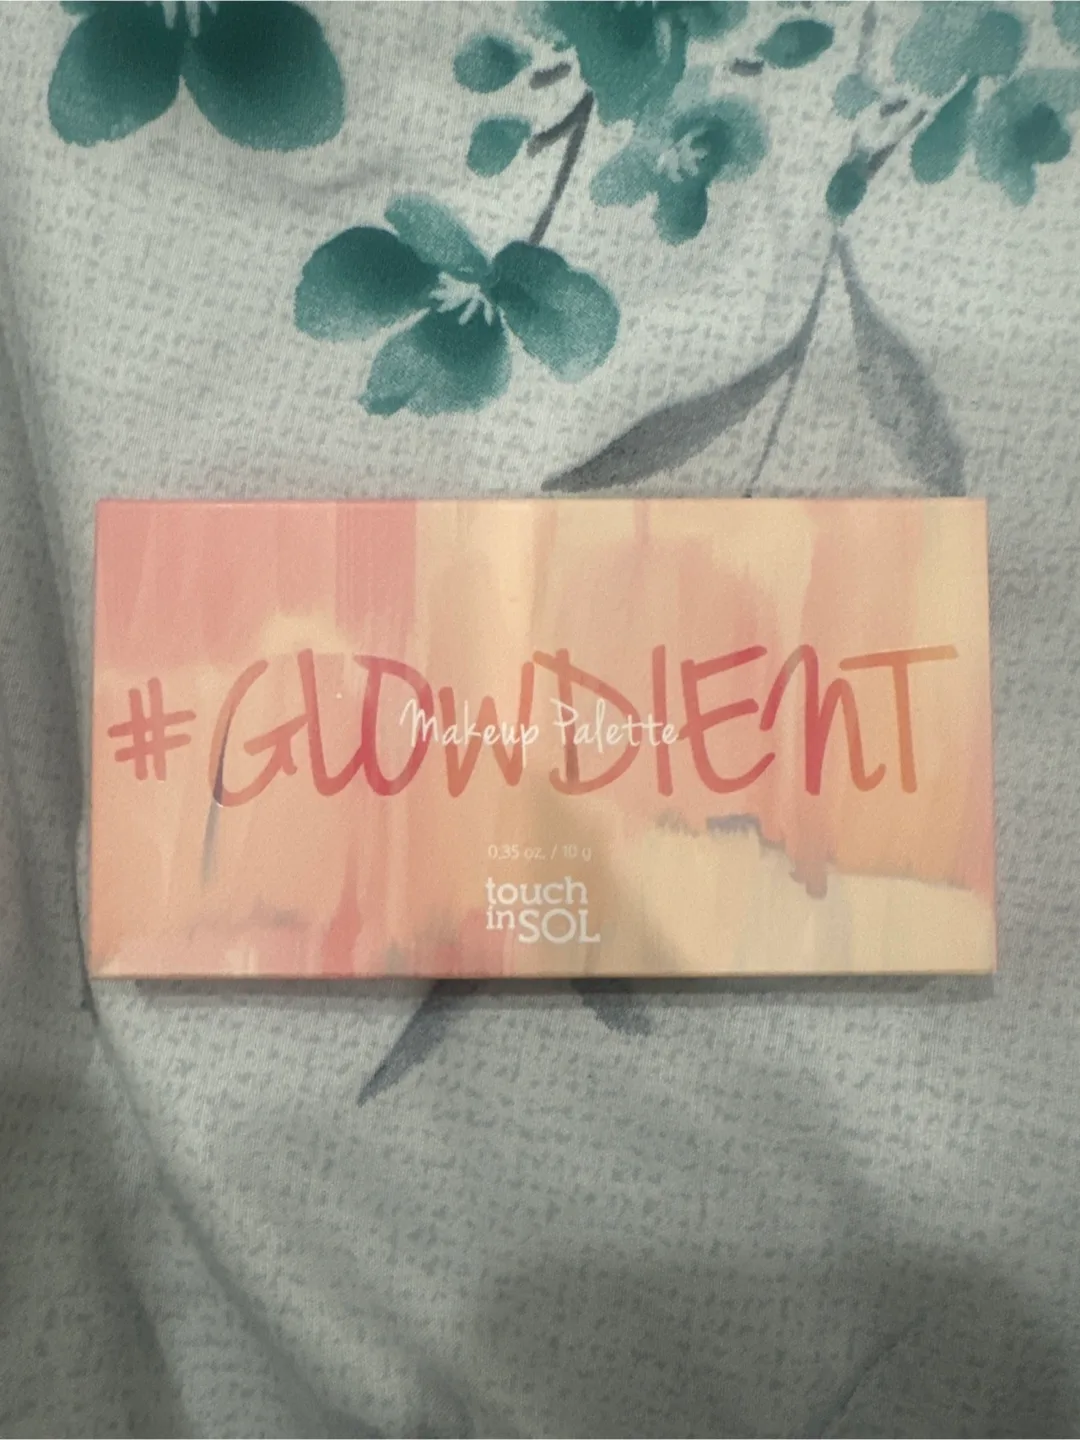 #GLOWDIENT
Makeup Palette
0.35 oz. / 10 g
touch
in SOL